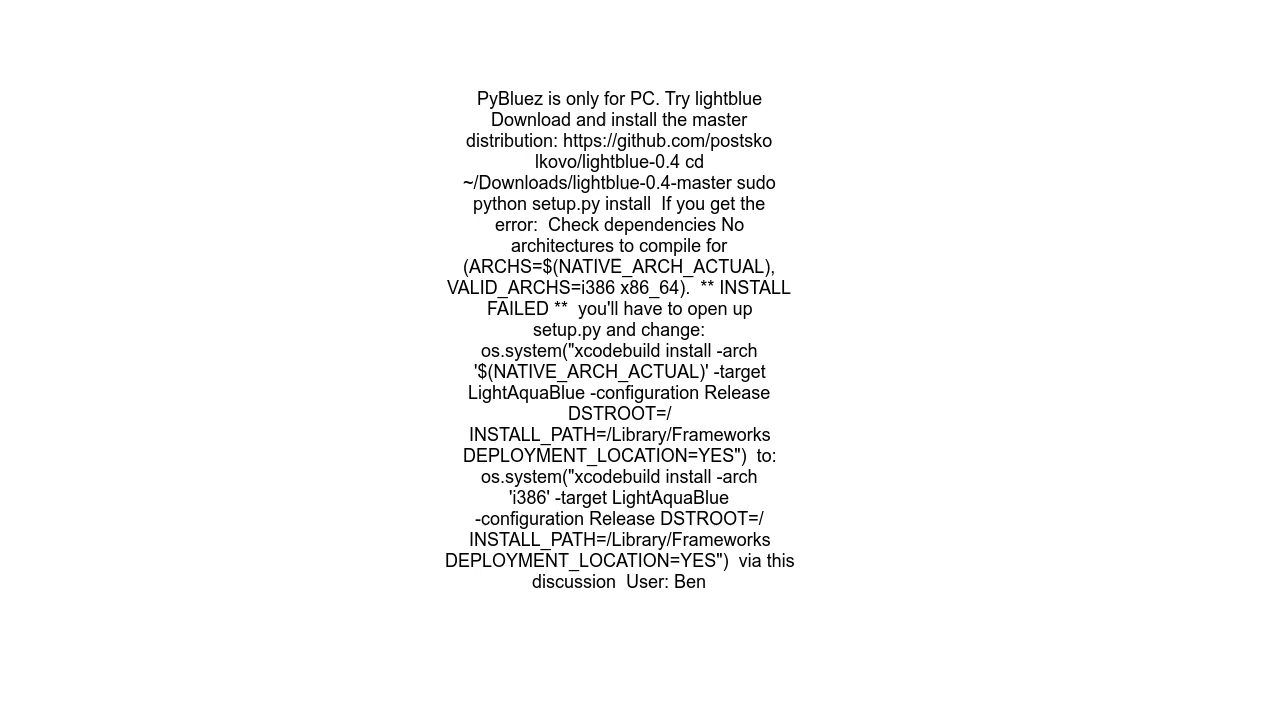 PyBluez is only for PC. Try lightblue
Download and install the master
distribution: https://github.com/postsko
lkovo/lightblue-0.4 cd
~/Downloads/lightblue-0.4-master sudo
python setup.py install  If you get the
error:  Check dependencies No
architectures to compile for
(ARCHS=$(NATIVE_ARCH_ACTUAL),
VALID_ARCHS=i386 x86_64).  ** INSTALL
FAILED **  you'll have to open up
setup.py and change:
os.system("xcodebuild install -arch
'$(NATIVE_ARCH_ACTUAL)' -target
LightAquaBlue -configuration Release
DSTROOT=/
INSTALL_PATH=/Library/Frameworks
DEPLOYMENT_LOCATION=YES")  to:
os.system("xcodebuild install -arch
'i386' -target LightAquaBlue
-configuration Release DSTROOT=/
INSTALL_PATH=/Library/Frameworks
DEPLOYMENT_LOCATION=YES")  via this
discussion  User: Ben